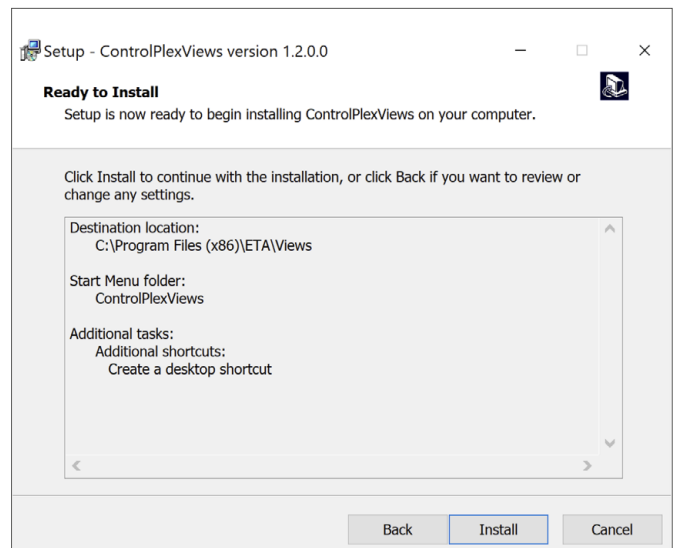 Setup - ControlPlexViews version 1.2.0.0
Ready to Install
Setup is now ready to begin installing ControlPlexViews on your computer.
Click Install to continue with the installation, or click Back if you want to review or
change any settings.
Destination location:
C:\Program Files (x86)\ETA\Views
Start Menu folder:
ControlPlexViews
Additional tasks:
Additional shortcuts:
Create a desktop shortcut
Back Install Cancel